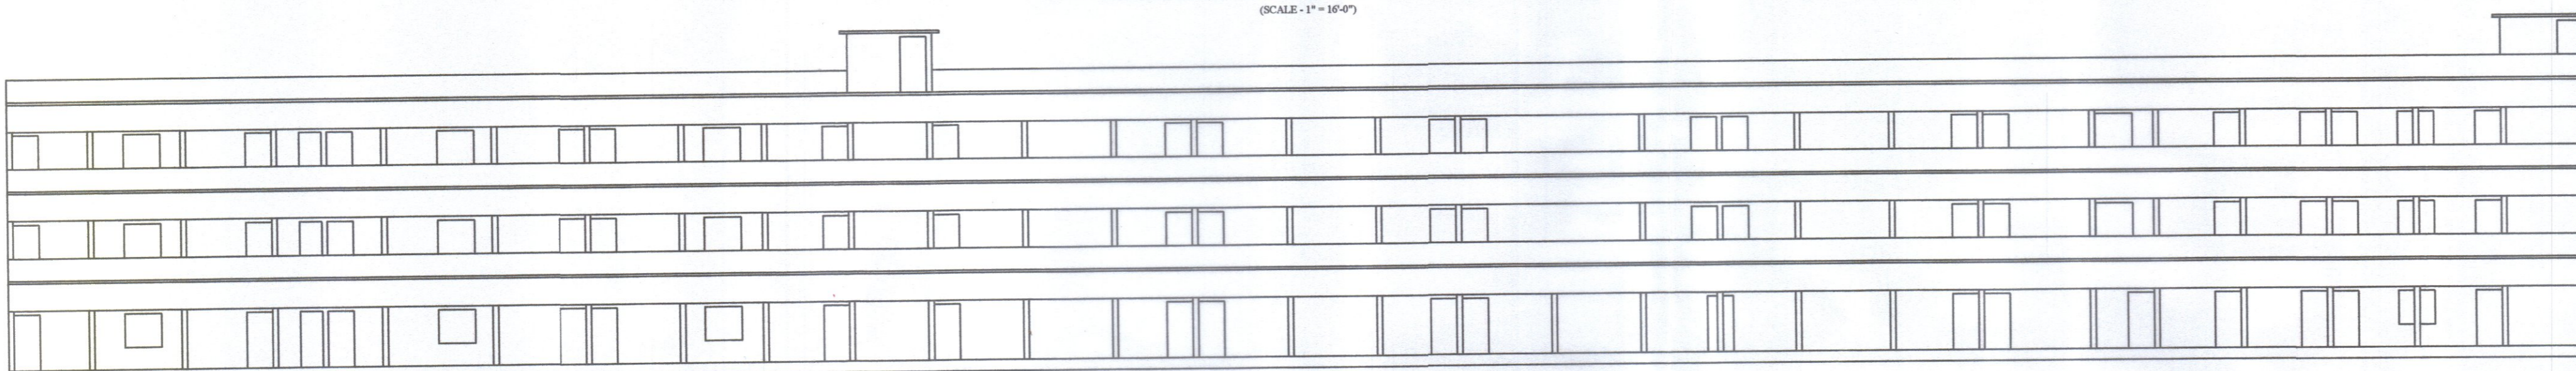 (SCALE - 1" = 16'-0")